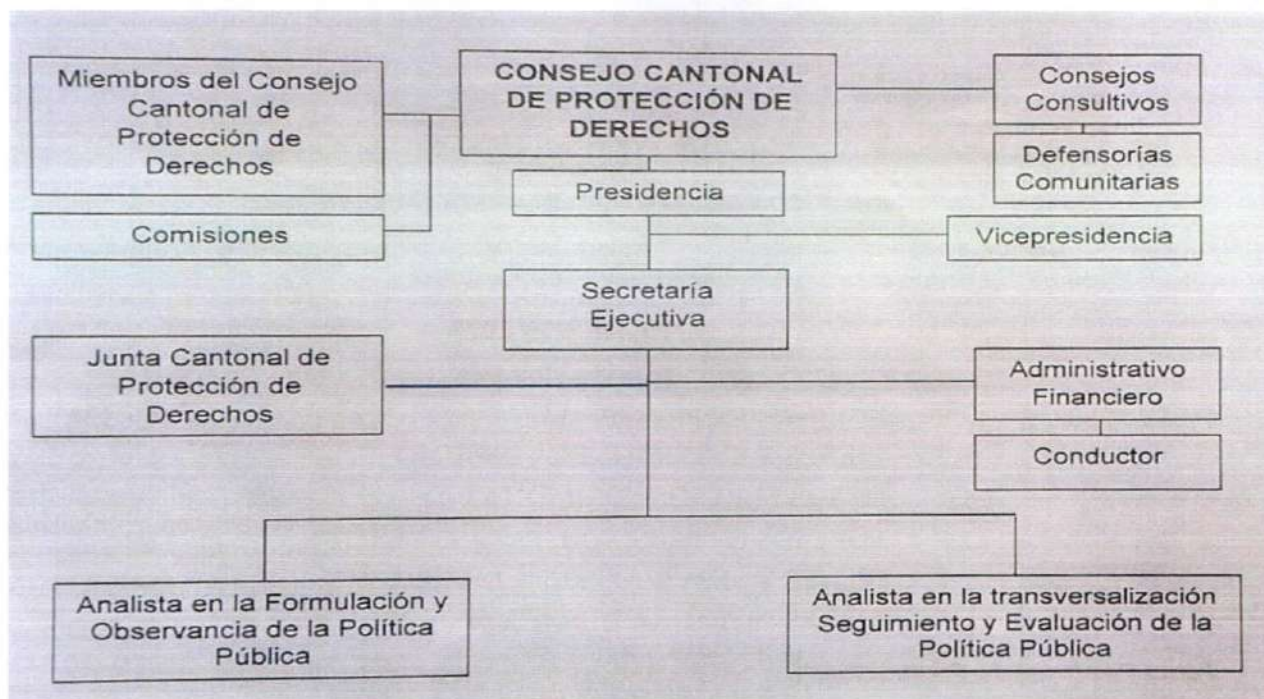 Miembros del Consejo
Cantonal de
Protección de
Derechos
CONSEJO CANTONAL
DE PROTECCIÓN DE
DERECHOS
Consejos
Consultivos
Defensorías
Comunitarias
Presidencia
Comisiones
Vicepresidencia
Secretaría
Ejecutiva
Junta Cantonal de
Protección de
Derechos
Administrativo
Financiero
Conductor
Analista en la Formulación y
Observancia de la Política
Pública
Analista en la transversalización
Seguimiento y Evaluación de la
Política Pública